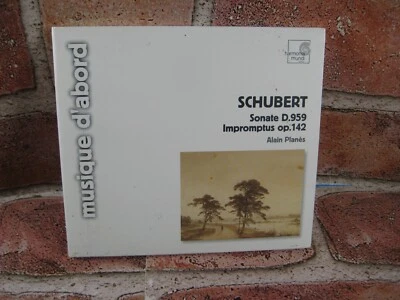 musique d'abord
harmonia
mundi
SCHUBERT
Sonate D.959
Impromptus op.142
Alain Planès